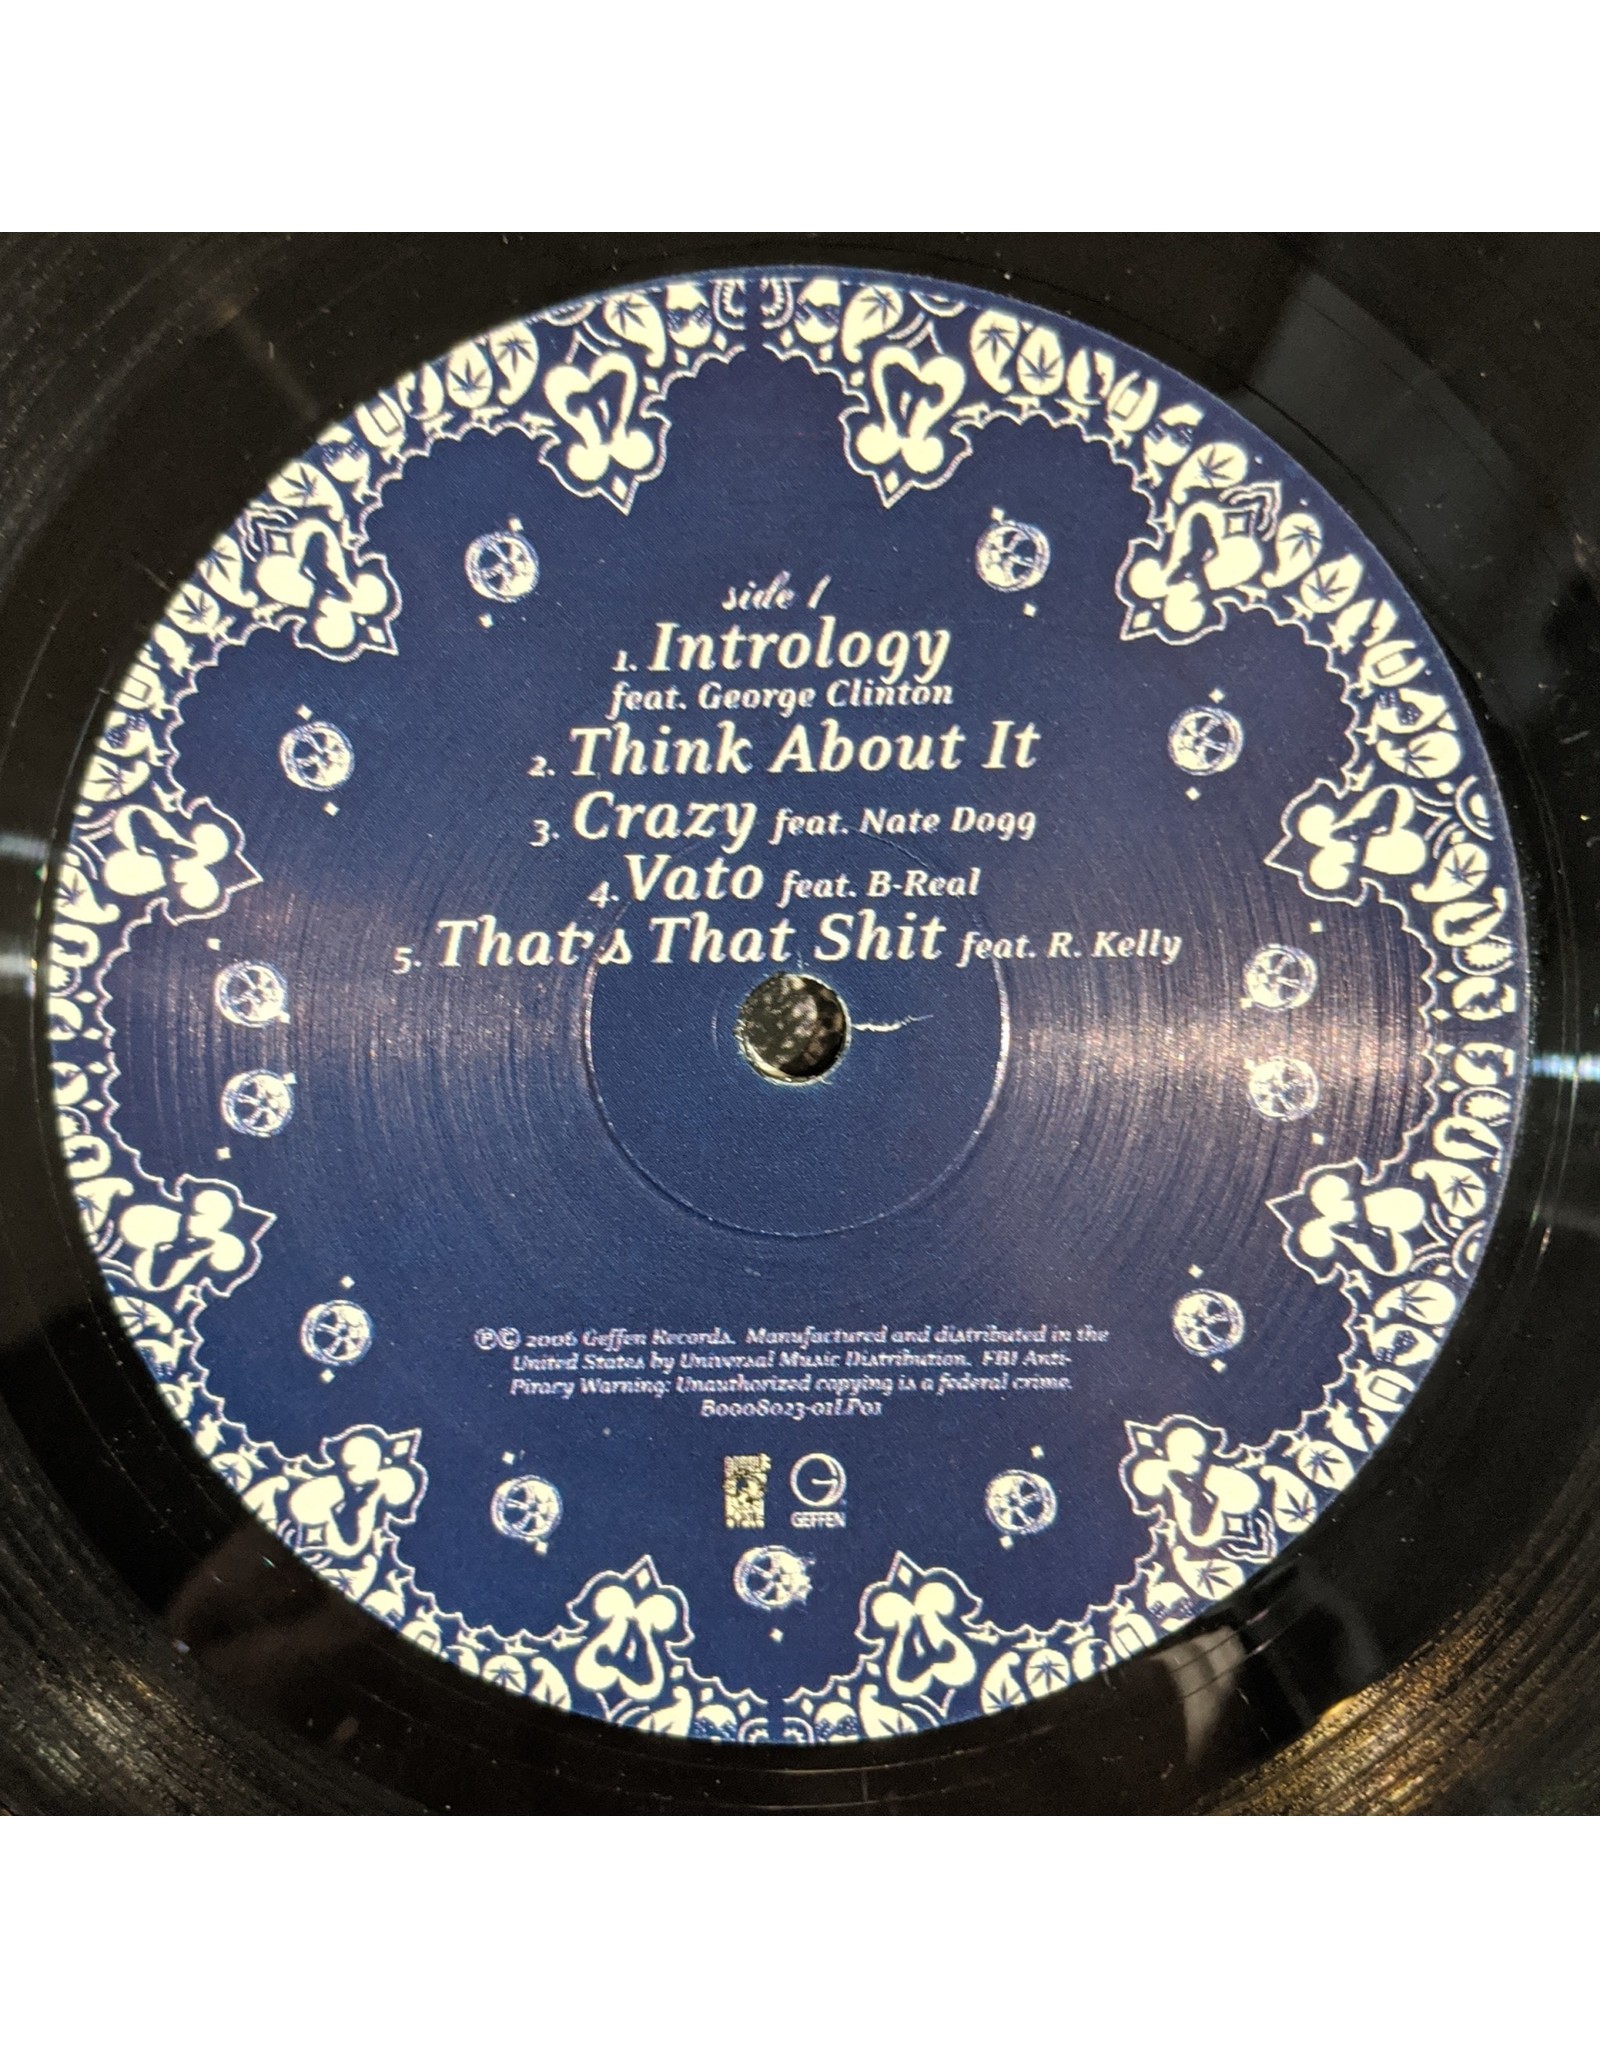 side 1
1. Intrology
feat. George Clinton
2. Think About It
3. Crazy feat. Nate Dogg
4. Vato feat. B-Real
5. That's That Shit feat. R. Kelly
℗© 2006 Geffen Records. Manufactured and distributed in the
United States by Universal Music Distribution. FBI Anti-
Piracy Warning: Unauthorized copying is a federal crime.
B0008023-01LP01
GEFFEN